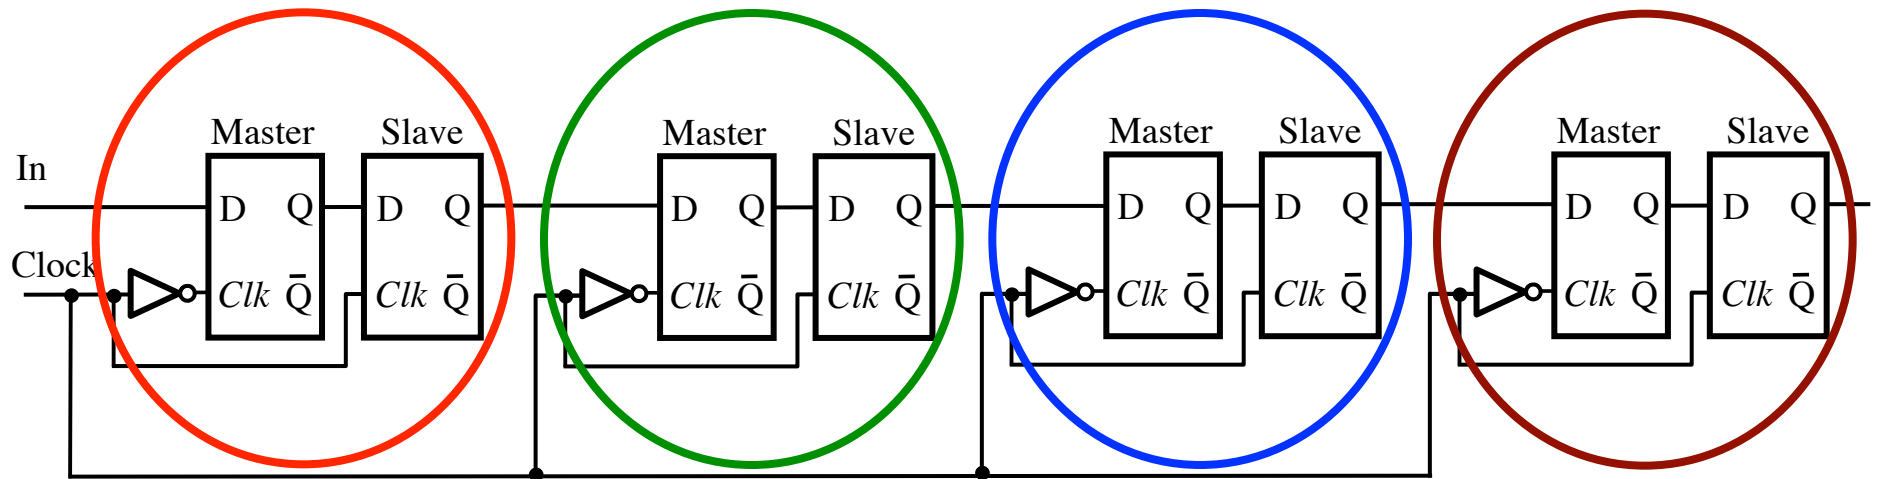 Master Slave Master Slave Master Slave Master Slave
In
D Q D Q D Q D Q D Q D Q D Q D Q
Clock
Clk Q̅ Clk Q̅ Clk Q̅ Clk Q̅ Clk Q̅ Clk Q̅ Clk Q̅ Clk Q̅